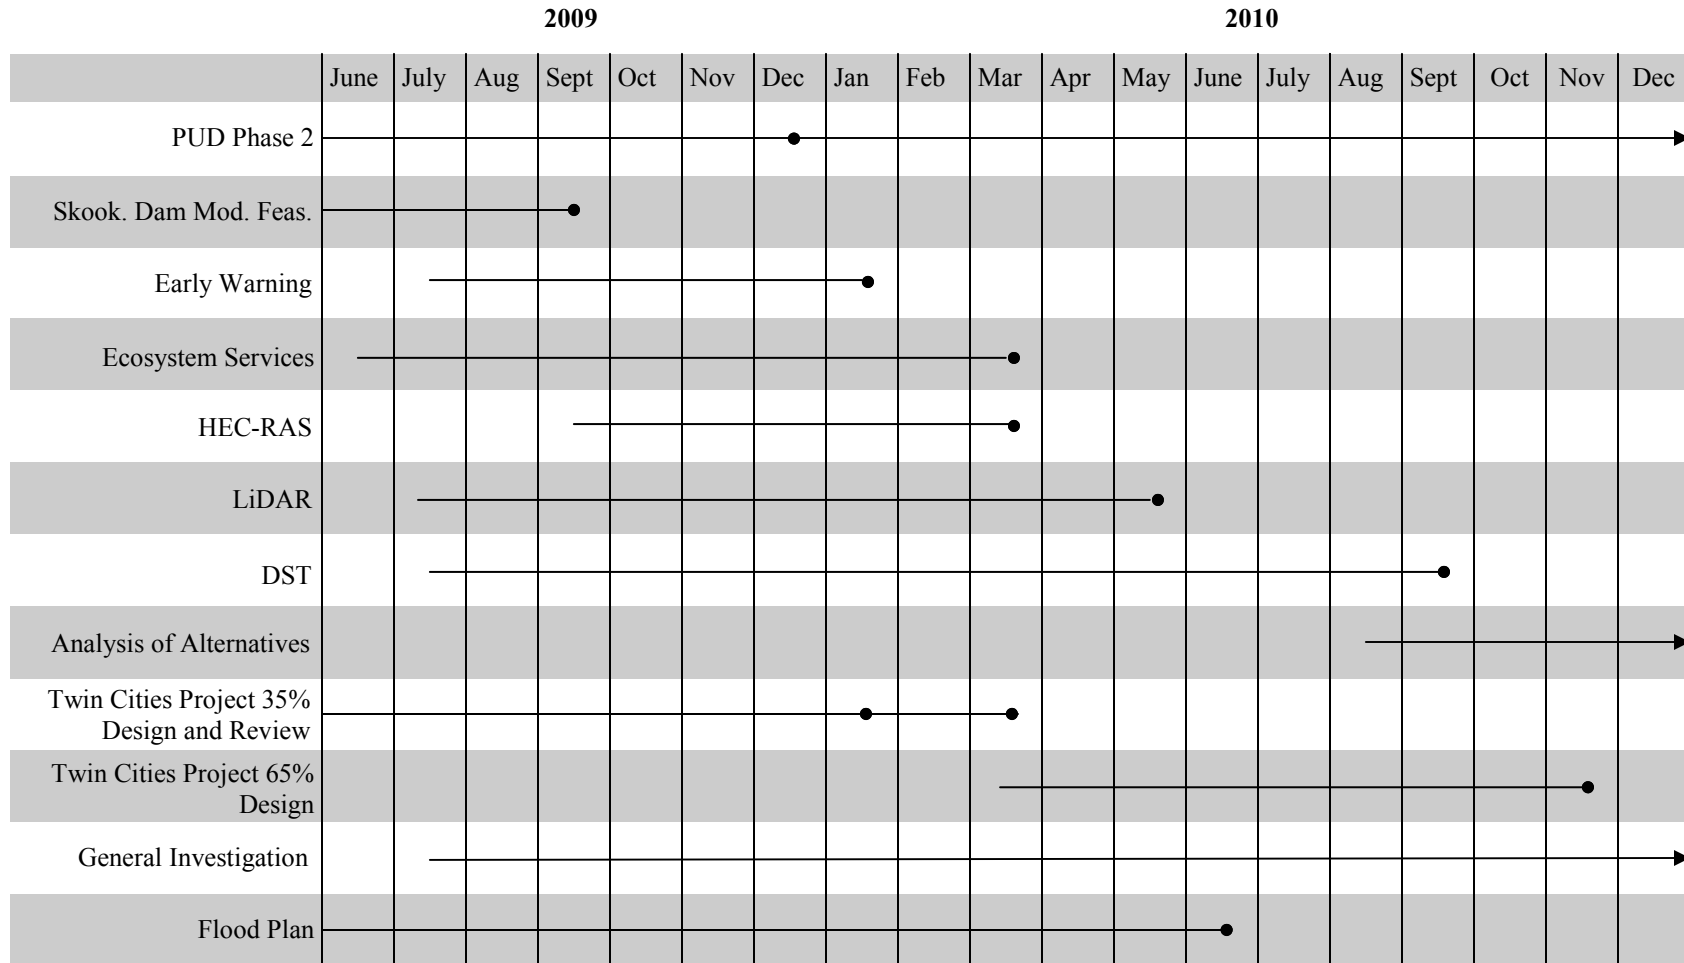 2009 2010
June July Aug Sept Oct Nov Dec Jan Feb Mar Apr May June July Aug Sept Oct Nov Dec
PUD Phase 2
Skook. Dam Mod. Feas.
Early Warning
Ecosystem Services
HEC-RAS
LiDAR
DST
Analysis of Alternatives
Twin Cities Project 35%
Design and Review
Twin Cities Project 65%
Design
General Investigation
Flood Plan